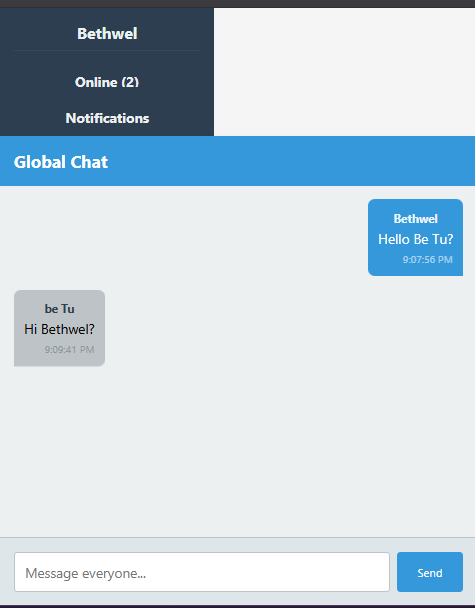 Bethwel
Online (2)
Notifications
Global Chat
Bethwel
Hello Be Tu?
9:07:56 PM
be Tu
Hi Bethwel?
9:09:41 PM
Message everyone...
Send